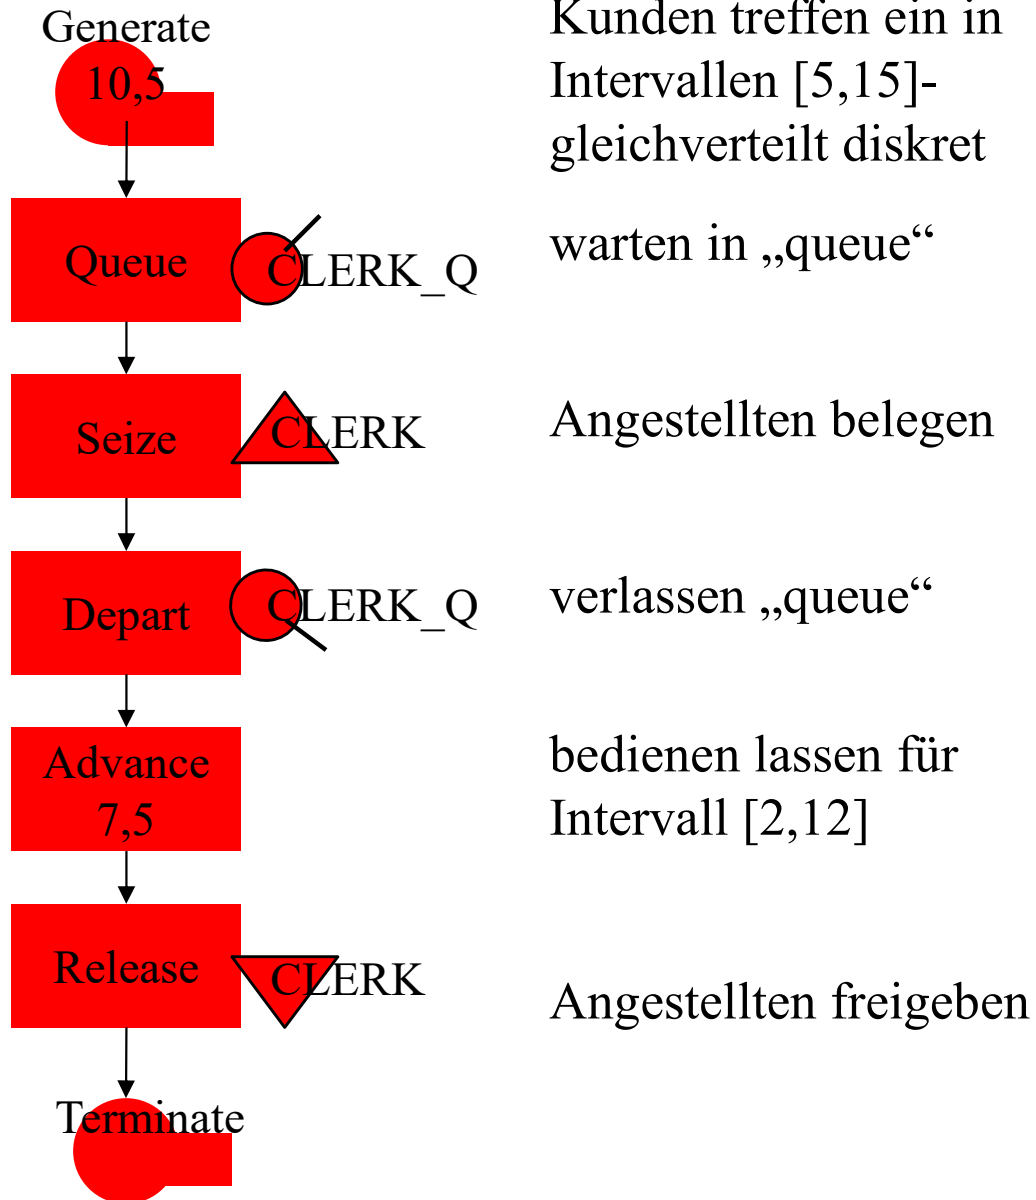 Generate
10,5
Kunden treffen ein in
Intervallen [5,15]-
gleichverteilt diskret
Queue
CLERK_Q
warten in „queue“
Seize
CLERK
Angestellten belegen
Depart
CLERK_Q
verlassen „queue“
Advance
7,5
bedienen lassen für
Intervall [2,12]
Release
CLERK
Angestellten freigeben
Terminate